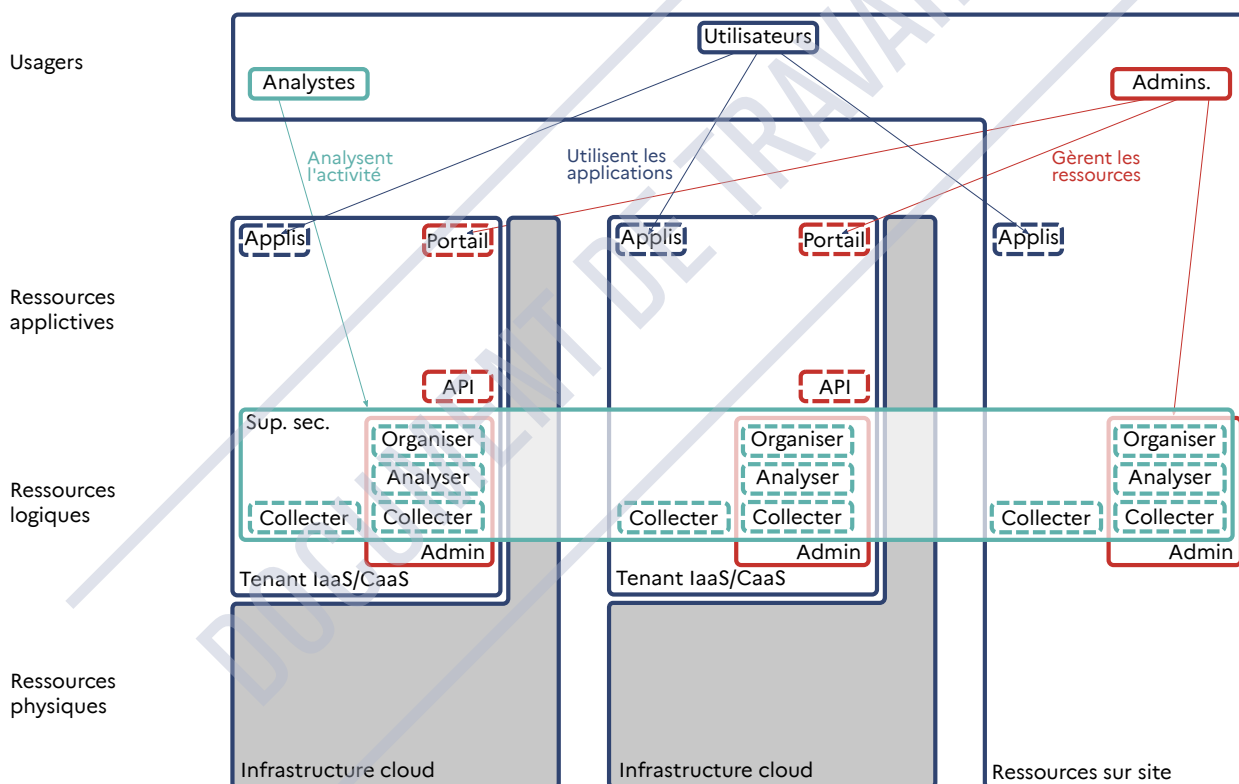 Usagers
Utilisateurs
Analystes
Admins.
Analysent
l'activité
Utilisent les
applications
Gèrent les
ressources
Applis
Portail
Applis
Portail
Applis
Ressources
applictives
API
API
Sup. sec.
Organiser
Organiser
Organiser
Analyser
Analyser
Analyser
Ressources
logiques
Collecter
Collecter
Collecter
Collecter
Collecter
Collecter
Admin
Admin
Admin
Tenant IaaS/CaaS
Tenant IaaS/CaaS
Ressources
physiques
Infrastructure cloud
Infrastructure cloud
Ressources sur site
DOCUMENT DE TRAVA